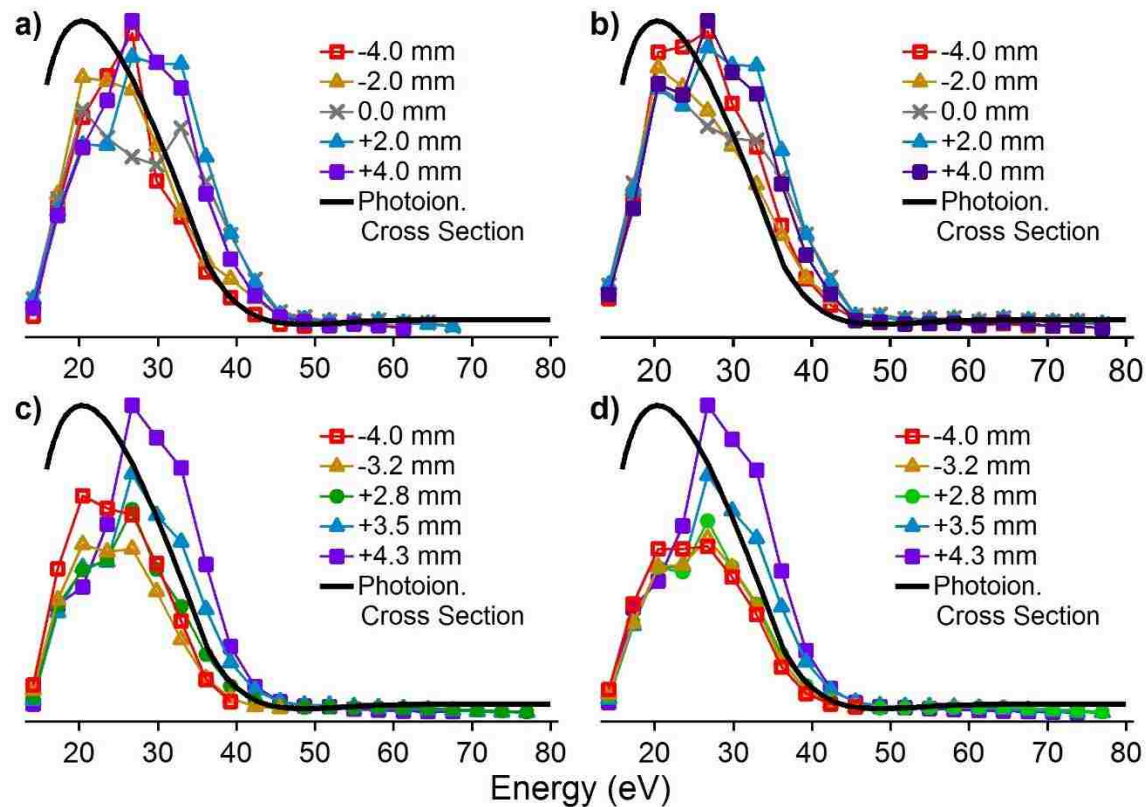 a)
-4.0 mm
-2.0 mm
0.0 mm
+2.0 mm
+4.0 mm
Photoion.
Cross Section
20 30 40 50 60 70 80
b)
-4.0 mm
-2.0 mm
0.0 mm
+2.0 mm
+4.0 mm
Photoion.
Cross Section
20 30 40 50 60 70 80
c)
-4.0 mm
-3.2 mm
+2.8 mm
+3.5 mm
+4.3 mm
Photoion.
Cross Section
20 30 40 50 60 70 80
d)
-4.0 mm
-3.2 mm
+2.8 mm
+3.5 mm
+4.3 mm
Photoion.
Cross Section
20 30 40 50 60 70 80
Energy (eV)